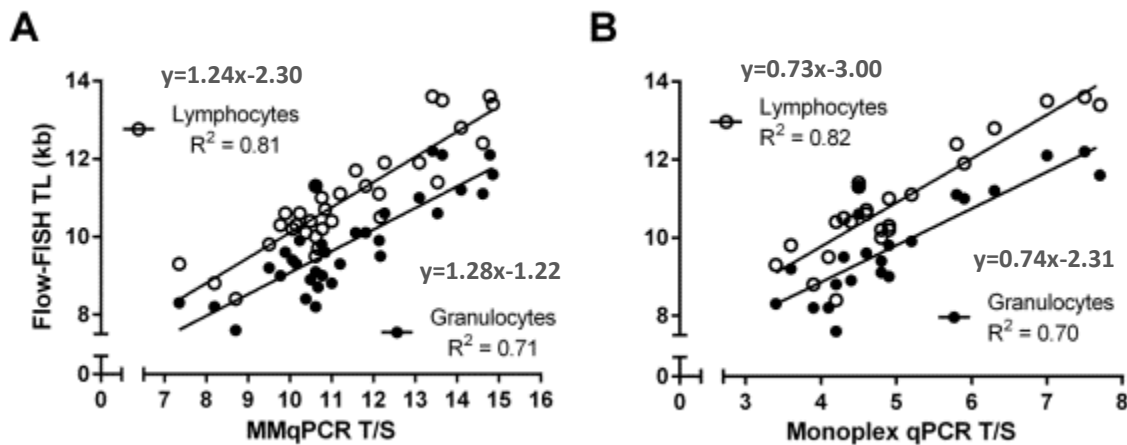 A
y=1.24x-2.30
Lymphocytes
R² = 0.81
y=1.28x-1.22
Granulocytes
R² = 0.71
Flow-FISH TL (kb)
14
12
10
8
0
0 7 8 9 10 11 12 13 14 15 16
MMqPCR T/S
B
y=0.73x-3.00
Lymphocytes
R² = 0.82
y=0.74x-2.31
Granulocytes
R² = 0.70
14
12
10
8
0
0 3 4 5 6 7 8
Monoplex qPCR T/S